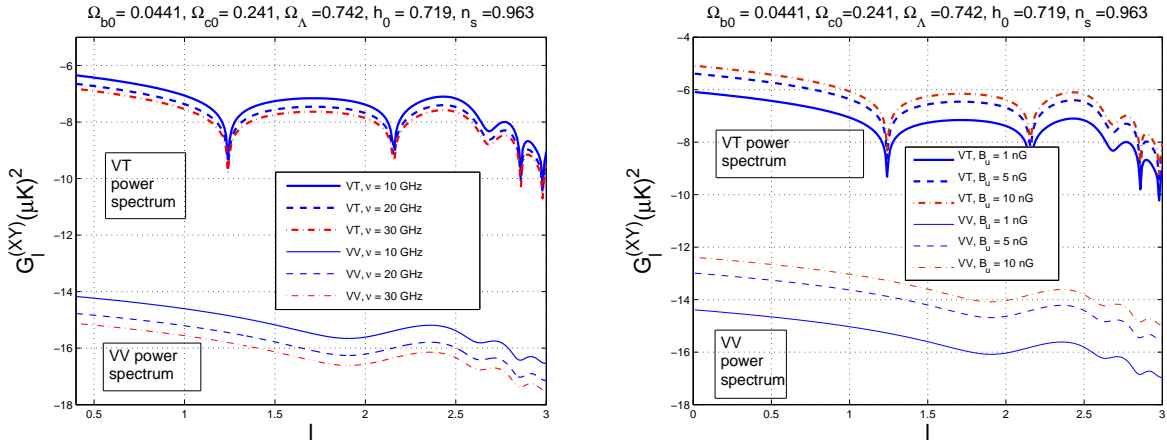 Ω_b0 = 0.0441, Ω_c0 = 0.241, Ω_Λ =0.742, h_0 = 0.719, n_s =0.963
−6
−8
−10
−12
−14
−16
−18
G_l^(XY)(μK)^2
VT
power
spectrum
VT, ν = 10 GHz
VT, ν = 20 GHz
VT, ν = 30 GHz
VV, ν = 10 GHz
VV, ν = 20 GHz
VV, ν = 30 GHz
VV power
spectrum
0.5 1 1.5 2 2.5 3
l
Ω_b0 = 0.0441, Ω_c0=0.241, Ω_Λ =0.742, h_0 = 0.719, n_s=0.963
−4
−6
−8
−10
−12
−14
−16
−18
G_l^(XY)(μK)^2
VT power
spectrum
VT, B_u = 1 nG
VT, B_u = 5 nG
VT, B_u = 10 nG
VV, B_u = 1 nG
VV, B_u = 5 nG
VV, B_u = 10 nG
VV
power
spectrum
0 0.5 1 1.5 2 2.5 3
l